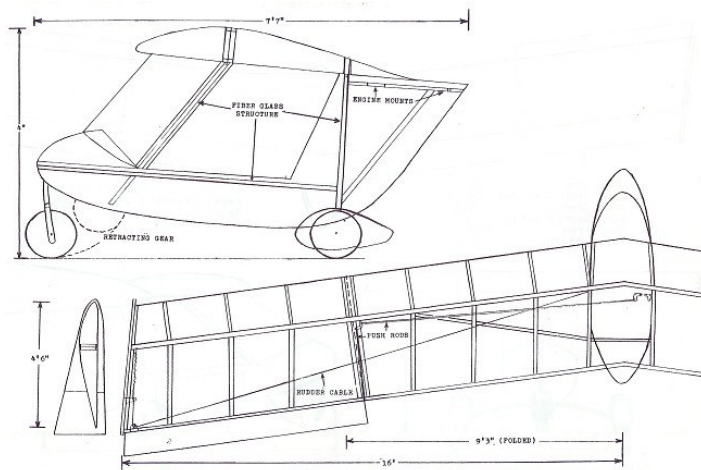 7'7"
ENGINE MOUNTS
FIBER GLASS
STRUCTURE
4'
RETRACTING GEAR
4'6"
PUSH RODS
RUDDER CABLE
9'3" (FOLDED)
16'